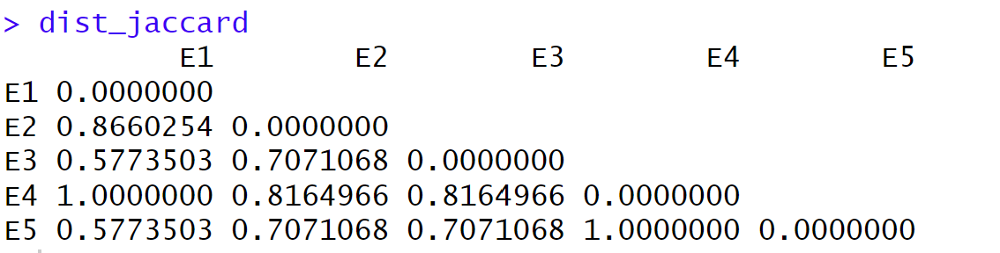 > dist_jaccard
E1 E2 E3 E4 E5
E1 0.0000000
E2 0.8660254 0.0000000
E3 0.5773503 0.7071068 0.0000000
E4 1.0000000 0.8164966 0.8164966 0.0000000
E5 0.5773503 0.7071068 0.7071068 1.0000000 0.0000000